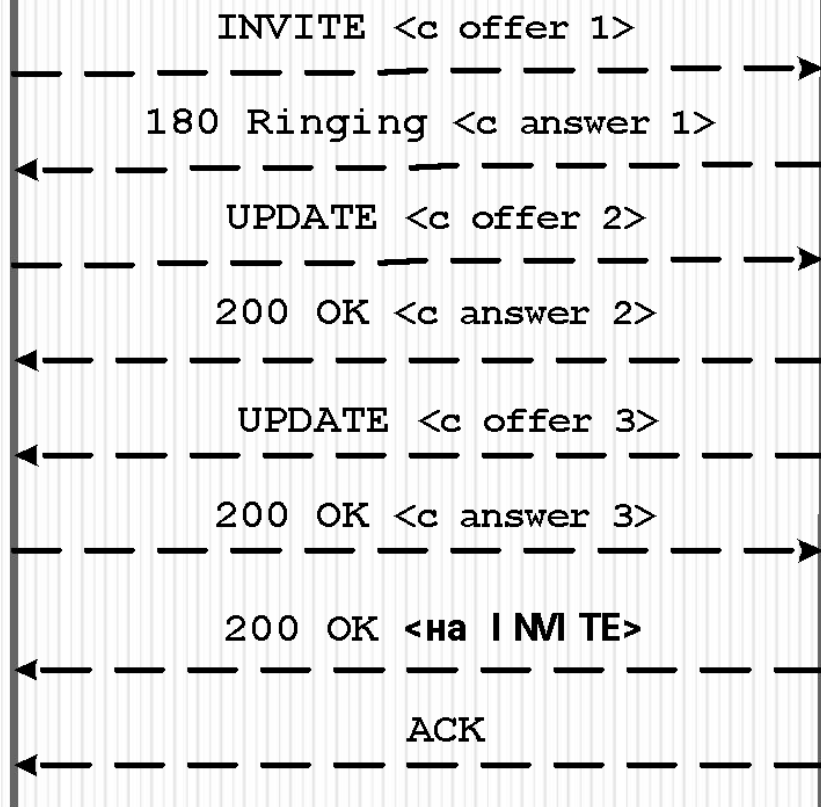 INVITE <с offer 1>
180 Ringing <с answer 1>
UPDATE <с offer 2>
200 OK <с answer 2>
UPDATE <с offer 3>
200 OK <с answer 3>
200 OK <на INVITE>
ACK